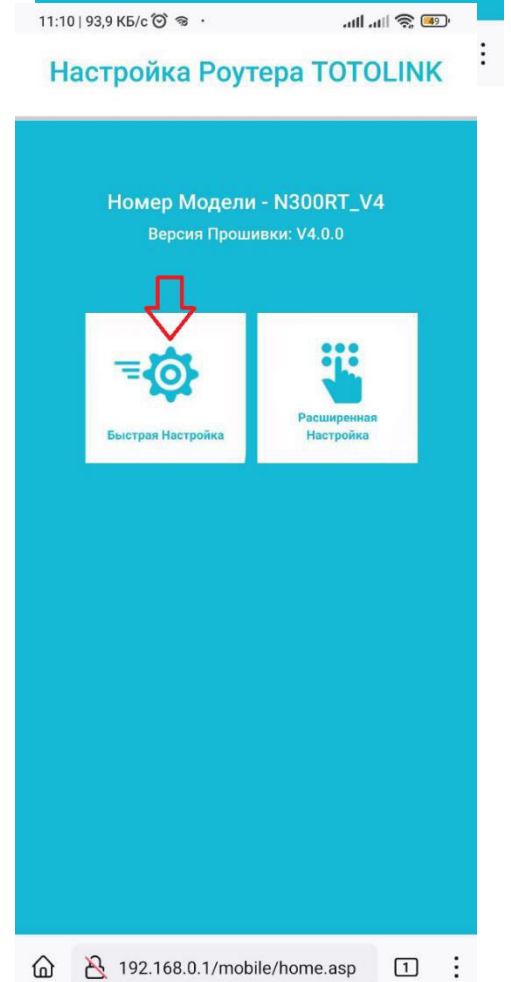 11:10 | 93,9 КБ/с
49
Настройка Роутера TOTOLINK
Номер Модели - N300RT_V4
Версия Прошивки: V4.0.0
Быстрая Настройка
Расширенная
Настройка
192.168.0.1/mobile/home.asp
1